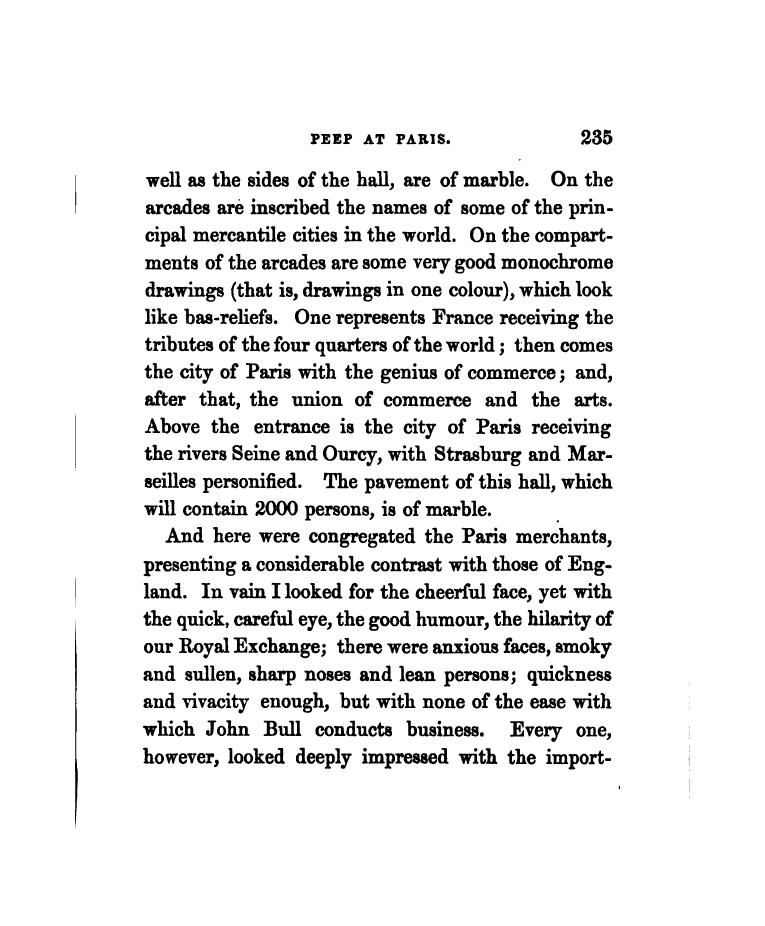 PEEP AT PARIS. 235
well as the sides of the hall, are of marble. On the
arcades are inscribed the names of some of the prin-
cipal mercantile cities in the world. On the compart-
ments of the arcades are some very good monochrome
drawings (that is, drawings in one colour), which look
like bas-reliefs. One represents France receiving the
tributes of the four quarters of the world; then comes
the city of Paris with the genius of commerce; and,
after that, the union of commerce and the arts.
Above the entrance is the city of Paris receiving
the rivers Seine and Ourcy, with Strasburg and Mar-
seilles personified. The pavement of this hall, which
will contain 2000 persons, is of marble.
And here were congregated the Paris merchants,
presenting a considerable contrast with those of Eng-
land. In vain I looked for the cheerful face, yet with
the quick, careful eye, the good humour, the hilarity of
our Royal Exchange; there were anxious faces, smoky
and sullen, sharp noses and lean persons; quickness
and vivacity enough, but with none of the ease with
which John Bull conducts business. Every one,
however, looked deeply impressed with the import-